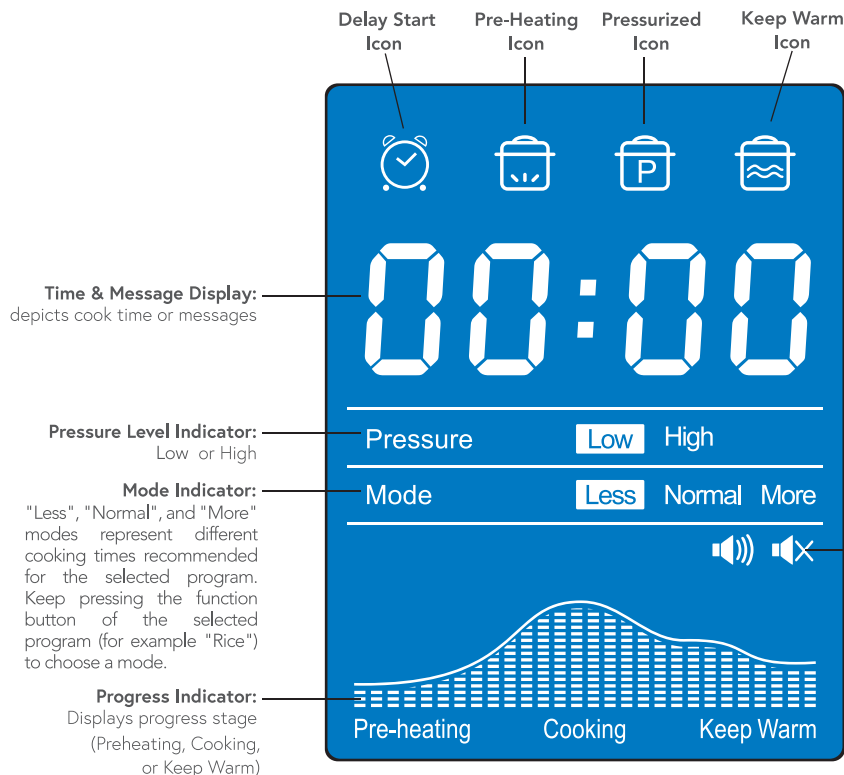 Delay Start Icon
Pre-Heating Icon
Pressurized Icon
Keep Warm Icon
P
00:00
Time & Message Display:
depicts cook time or messages
Pressure Level Indicator:
Low or High
Pressure Low High
Mode Indicator:
"Less", "Normal", and "More"
modes represent different
cooking times recommended
for the selected program.
Keep pressing the function
button of the selected
program (for example "Rice")
to choose a mode.
Mode Less Normal More
Progress Indicator:
Displays progress stage
(Preheating, Cooking,
or Keep Warm)
Pre-heating Cooking Keep Warm